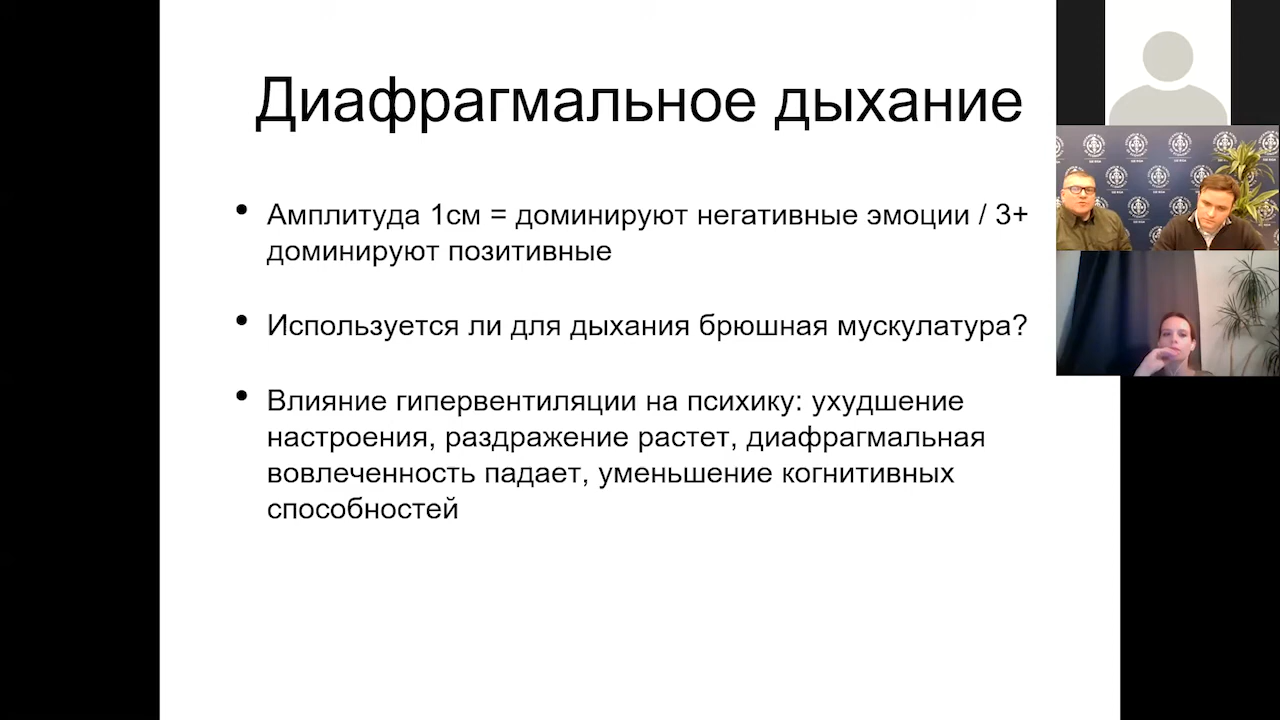 Диафрагмальное дыхание
• Амплитуда 1см = доминируют негативные эмоции / 3+
доминируют позитивные
• Используется ли для дыхания брюшная мускулатура?
• Влияние гипервентиляции на психику: ухудшение
настроения, раздражение растет, диафрагмальная
вовлеченность падает, уменьшение когнитивных
способностей